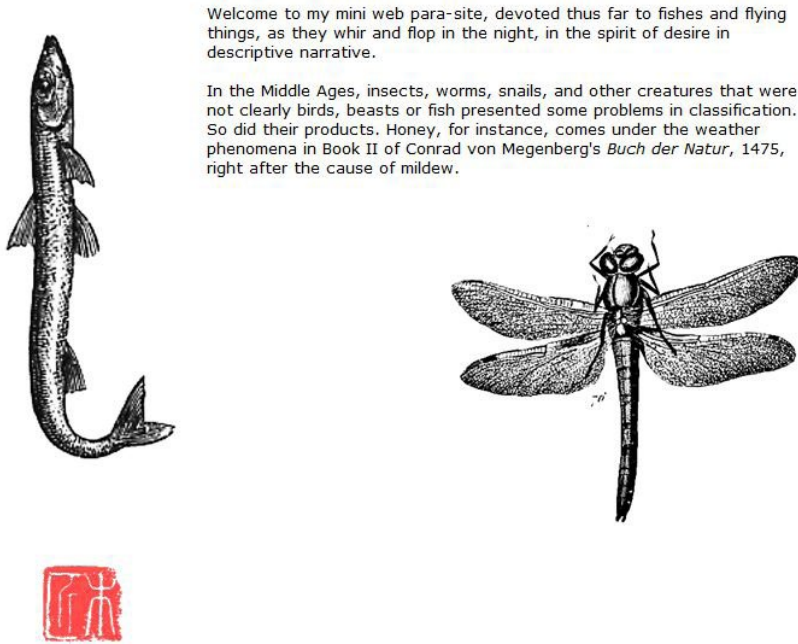 Welcome to my mini web para-site, devoted thus far to fishes and flying
things, as they whir and flop in the night, in the spirit of desire in
descriptive narrative.
In the Middle Ages, insects, worms, snails, and other creatures that were
not clearly birds, beasts or fish presented some problems in classification.
So did their products. Honey, for instance, comes under the weather
phenomena in Book II of Conrad von Megenberg's Buch der Natur, 1475,
right after the cause of mildew.